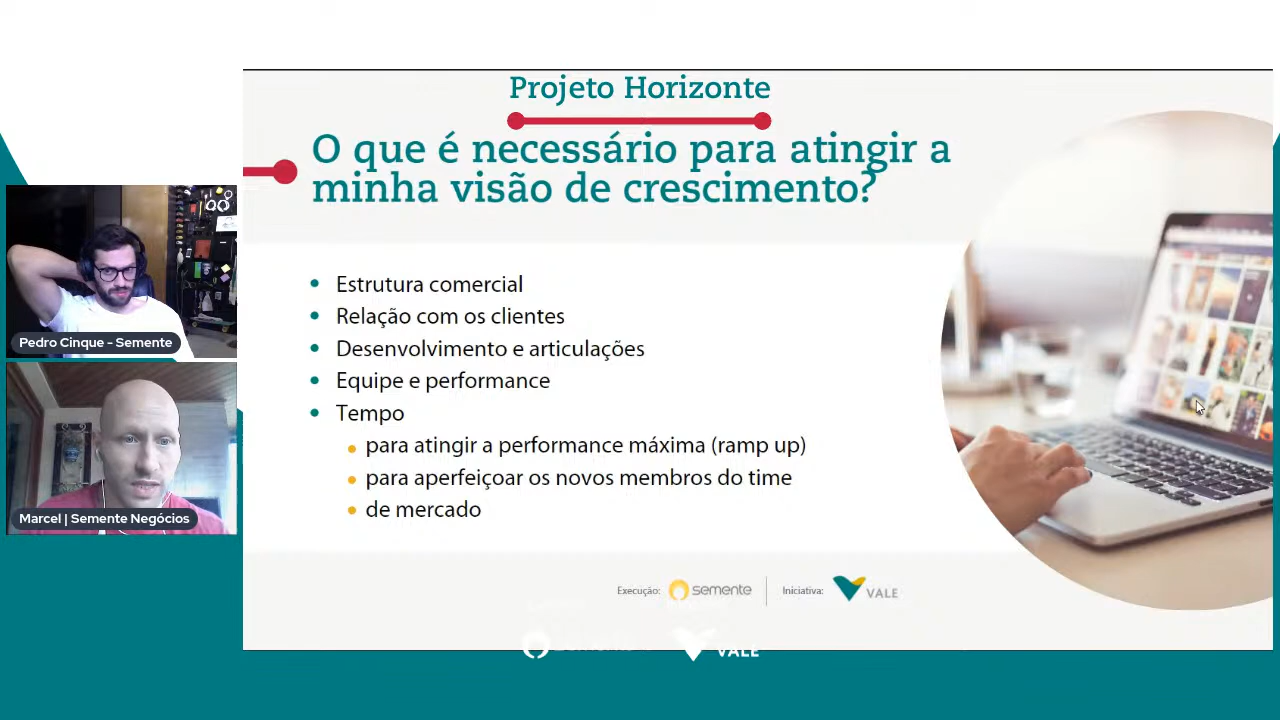 Projeto Horizonte
O que é necessário para atingir a
minha visão de crescimento?
Pedro Cinque - Semente
Marcel | Semente Negócios
Estrutura comercial
Relação com os clientes
Desenvolvimento e articulações
Equipe e performance
Tempo
para atingir a performance máxima (ramp up)
para aperfeiçoar os novos membros do time
de mercado
Execução: semente Iniciativa: VALE
VALE